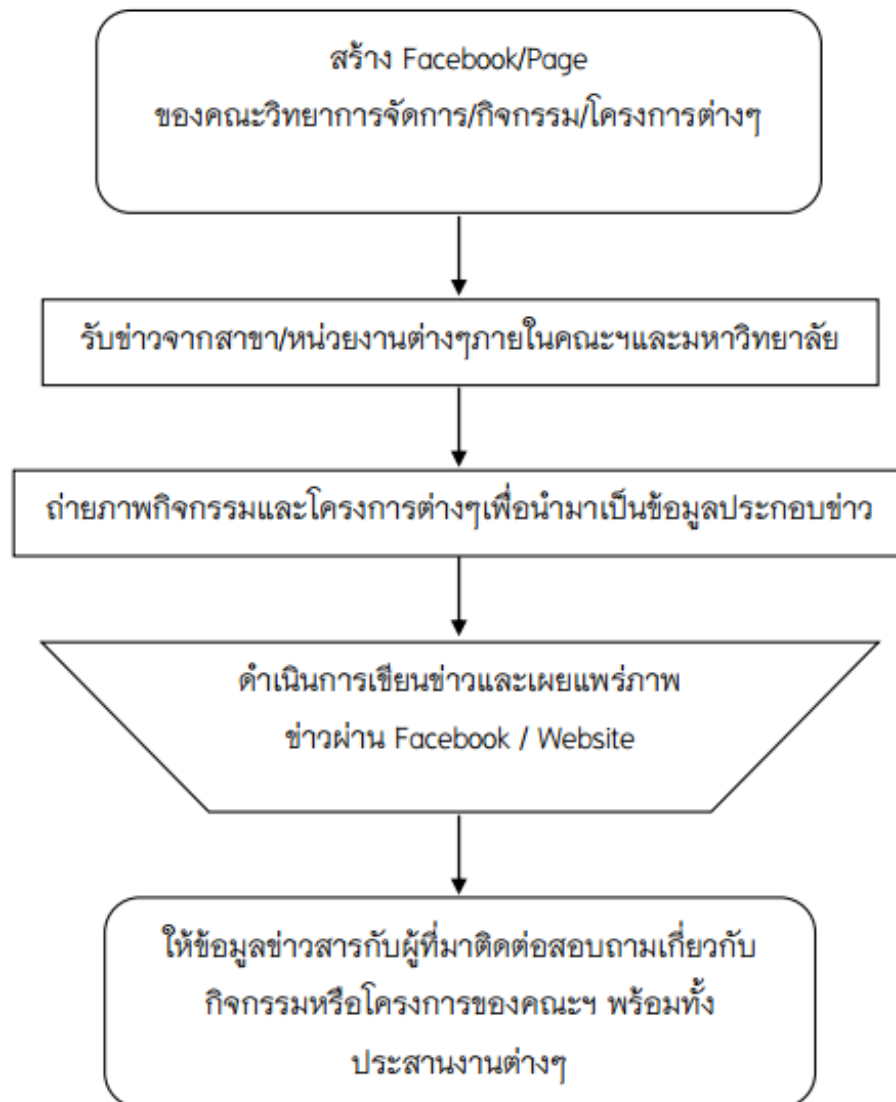 สร้าง Facebook/Page
ของคณะวิทยาการจัดการ/กิจกรรม/โครงการต่างๆ
รับข่าวจากสาขา/หน่วยงานต่างๆภายในคณะฯและมหาวิทยาลัย
ถ่ายภาพกิจกรรมและโครงการต่างๆเพื่อนำมาเป็นข้อมูลประกอบข่าว
ดำเนินการเขียนข่าวและเผยแพร่ภาพ
ข่าวผ่าน Facebook / Website
ให้ข้อมูลข่าวสารกับผู้ที่มาติดต่อสอบถามเกี่ยวกับ
กิจกรรมหรือโครงการของคณะฯ พร้อมทั้ง
ประสานงานต่างๆ